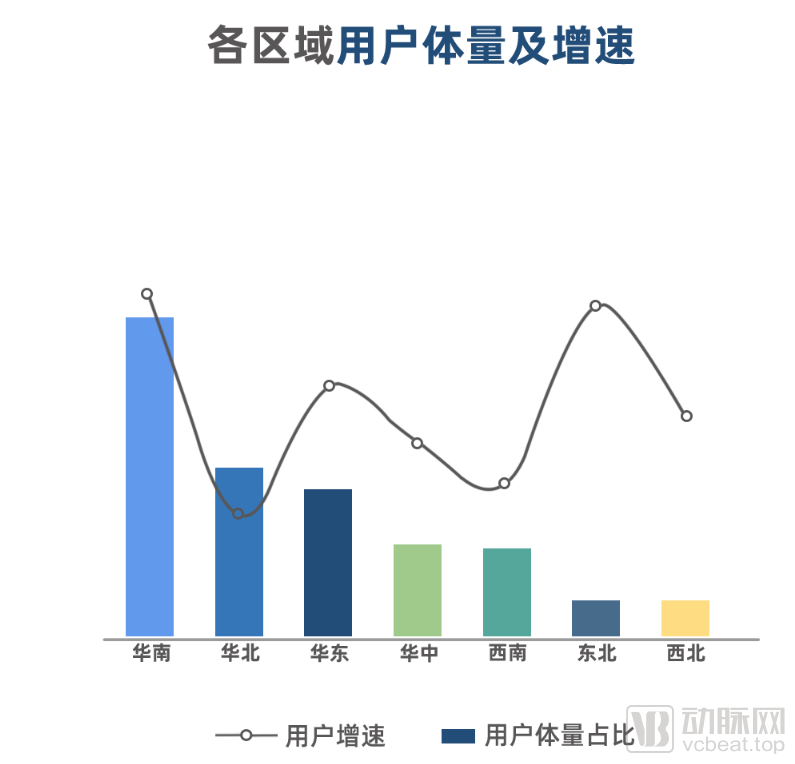 各区域用户体量及增速
华南 华北 华东 华中 西南 东北 西北
用户增速 用户体量占比
VB 动脉网
vcbeat.top